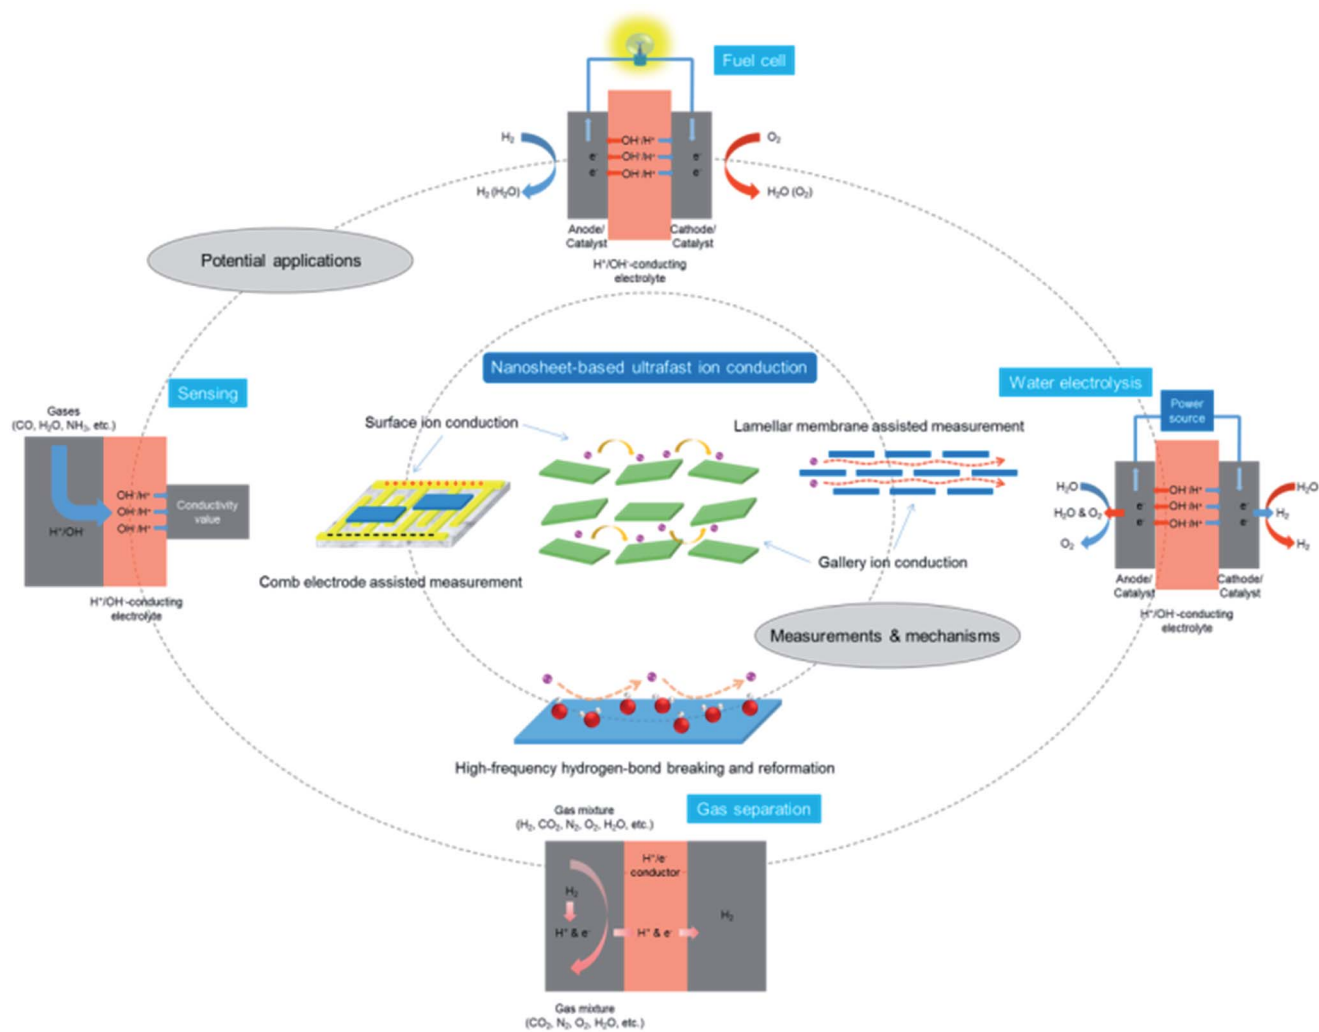 Fuel cell
H₂
O₂
OH⁻/H⁺
e⁻
e⁻
OH⁻/H⁺
e⁻
e⁻
OH⁻/H⁺
H₂ (H₂O)
H₂O (O₂)
Anode/
Catalyst
Cathode/
Catalyst
H⁺/OH⁻-conducting
electrolyte
Potential applications
Nanosheet-based ultrafast ion conduction
Sensing
Gases
(CO, H₂O, NH₃, etc.)
OH⁻/H⁺
OH⁻/H⁺
OH⁻/H⁺
H⁺/OH⁻
Conductivity
value
H⁺/OH⁻-conducting
electrolyte
Surface ion conduction
Comb electrode assisted measurement
Lamellar membrane assisted measurement
Gallery ion conduction
Water electrolysis
Power
source
H₂O
H₂O & O₂
O₂
OH⁻/H⁺
OH⁻/H⁺
OH⁻/H⁺
e⁻
e⁻
e⁻
e⁻
H₂O
H₂
H₂
Anode/
Catalyst
Cathode/
Catalyst
H⁺/OH⁻-conducting
electrolyte
Measurements & mechanisms
High-frequency hydrogen-bond breaking and reformation
Gas separation
Gas mixture
(H₂, CO₂, N₂, O₂, H₂O, etc.)
H⁺/e⁻
conductor
H₂
H⁺ & e⁻
H⁺ & e⁻
H₂
Gas mixture
(CO₂, N₂, O₂, H₂O, etc.)